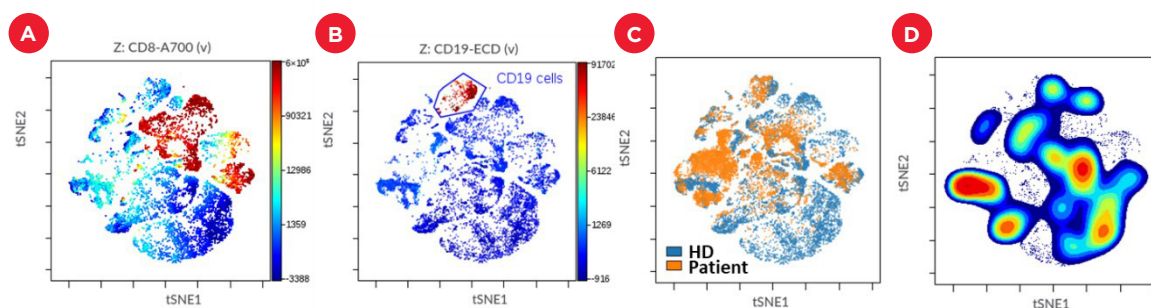 A
Z: CD8-A700 (v)
6×10⁵
90321
12986
1359
-3388
tSNE2
tSNE1
B
Z: CD19-ECD (v)
CD19 cells
91702
23846
6122
1269
-916
tSNE2
tSNE1
C
HD
Patient
tSNE2
tSNE1
D
tSNE2
tSNE1